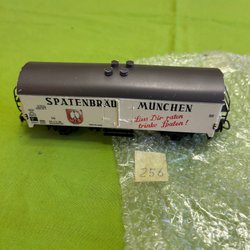 SPATENBRÄU MÜNCHEN
Lass Dir raten
trinke Spaten!
256